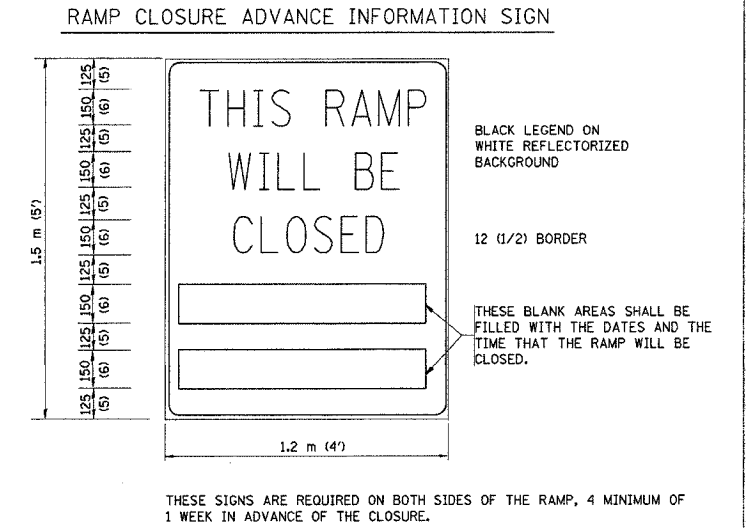 RAMP CLOSURE ADVANCE INFORMATION SIGN
125 (5)
150 (6)
125 (5)
150 (6)
125 (5)
150 (6)
125 (5)
150 (6)
125 (5)
150 (6)
125 (5)
1.5 m (5')
THIS RAMP
WILL BE
CLOSED
BLACK LEGEND ON
WHITE REFLECTORIZED
BACKGROUND
12 (1/2) BORDER
THESE BLANK AREAS SHALL BE
FILLED WITH THE DATES AND THE
TIME THAT THE RAMP WILL BE
CLOSED.
1.2 m (4')
THESE SIGNS ARE REQUIRED ON BOTH SIDES OF THE RAMP, 4 MINIMUM OF
1 WEEK IN ADVANCE OF THE CLOSURE.